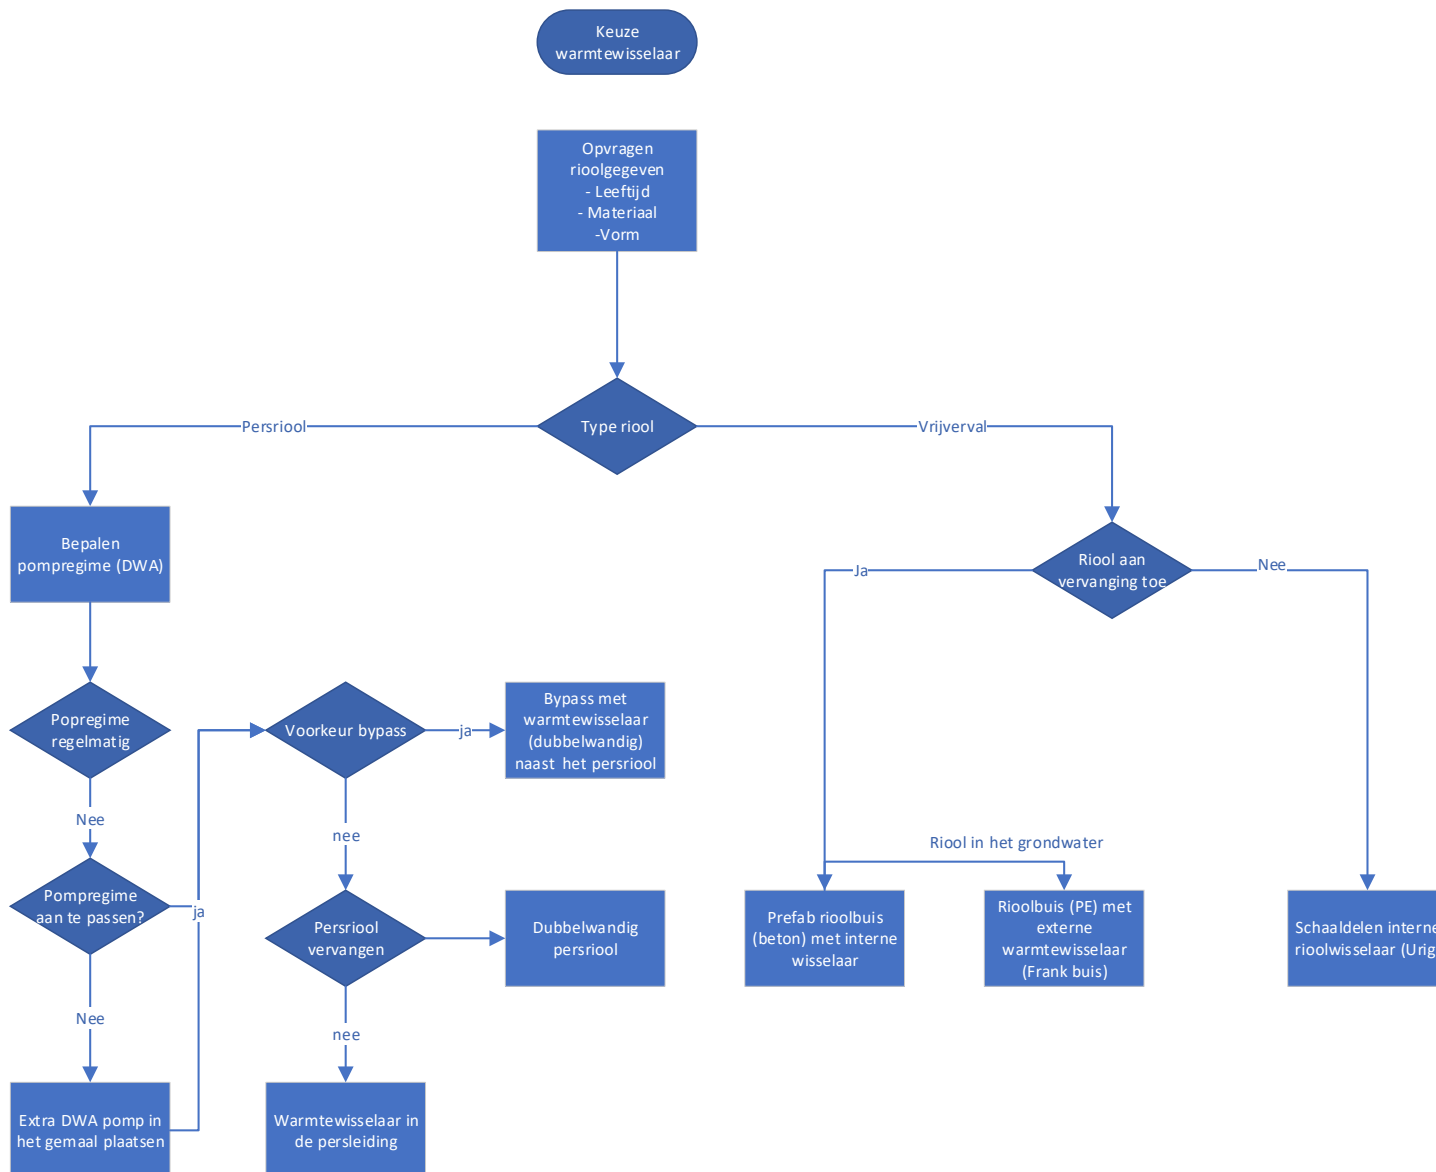 Keuze
warmtewisselaar
Opvragen
rioolgegeven
- Leeftijd
- Materiaal
-Vorm
Persriool
Type riool
Vrijverval
Bepalen
pompregime (DWA)
Riool aan
vervanging toe
Ja
Nee
Popregime
regelmatig
Voorkeur bypass
ja
Bypass met
warmtewisselaar
(dubbelwandig)
naast het persriool
Nee
nee
Riool in het grondwater
Pompregime
aan te passen?
ja
Persriool
vervangen
Dubbelwandig
persriool
Prefab rioolbuis
(beton) met interne
wisselaar
Rioolbuis (PE) met
externe
warmtewisselaar
(Frank buis)
Schaaldelen interne
rioolwisselaar (Urig
Nee
nee
Extra DWA pomp in
het gemaal plaatsen
Warmtewisselaar in
de persleiding